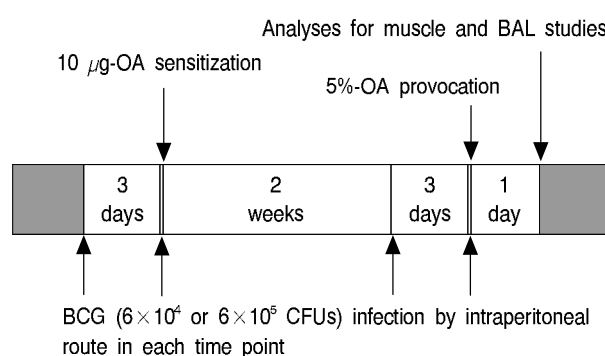 Analyses for muscle and BAL studies
10 μg-OA sensitization
5%-OA provocation
3 days
2 weeks
3 days
1 day
BCG (6×10⁴ or 6×10⁵ CFUs) infection by intraperitoneal
route in each time point